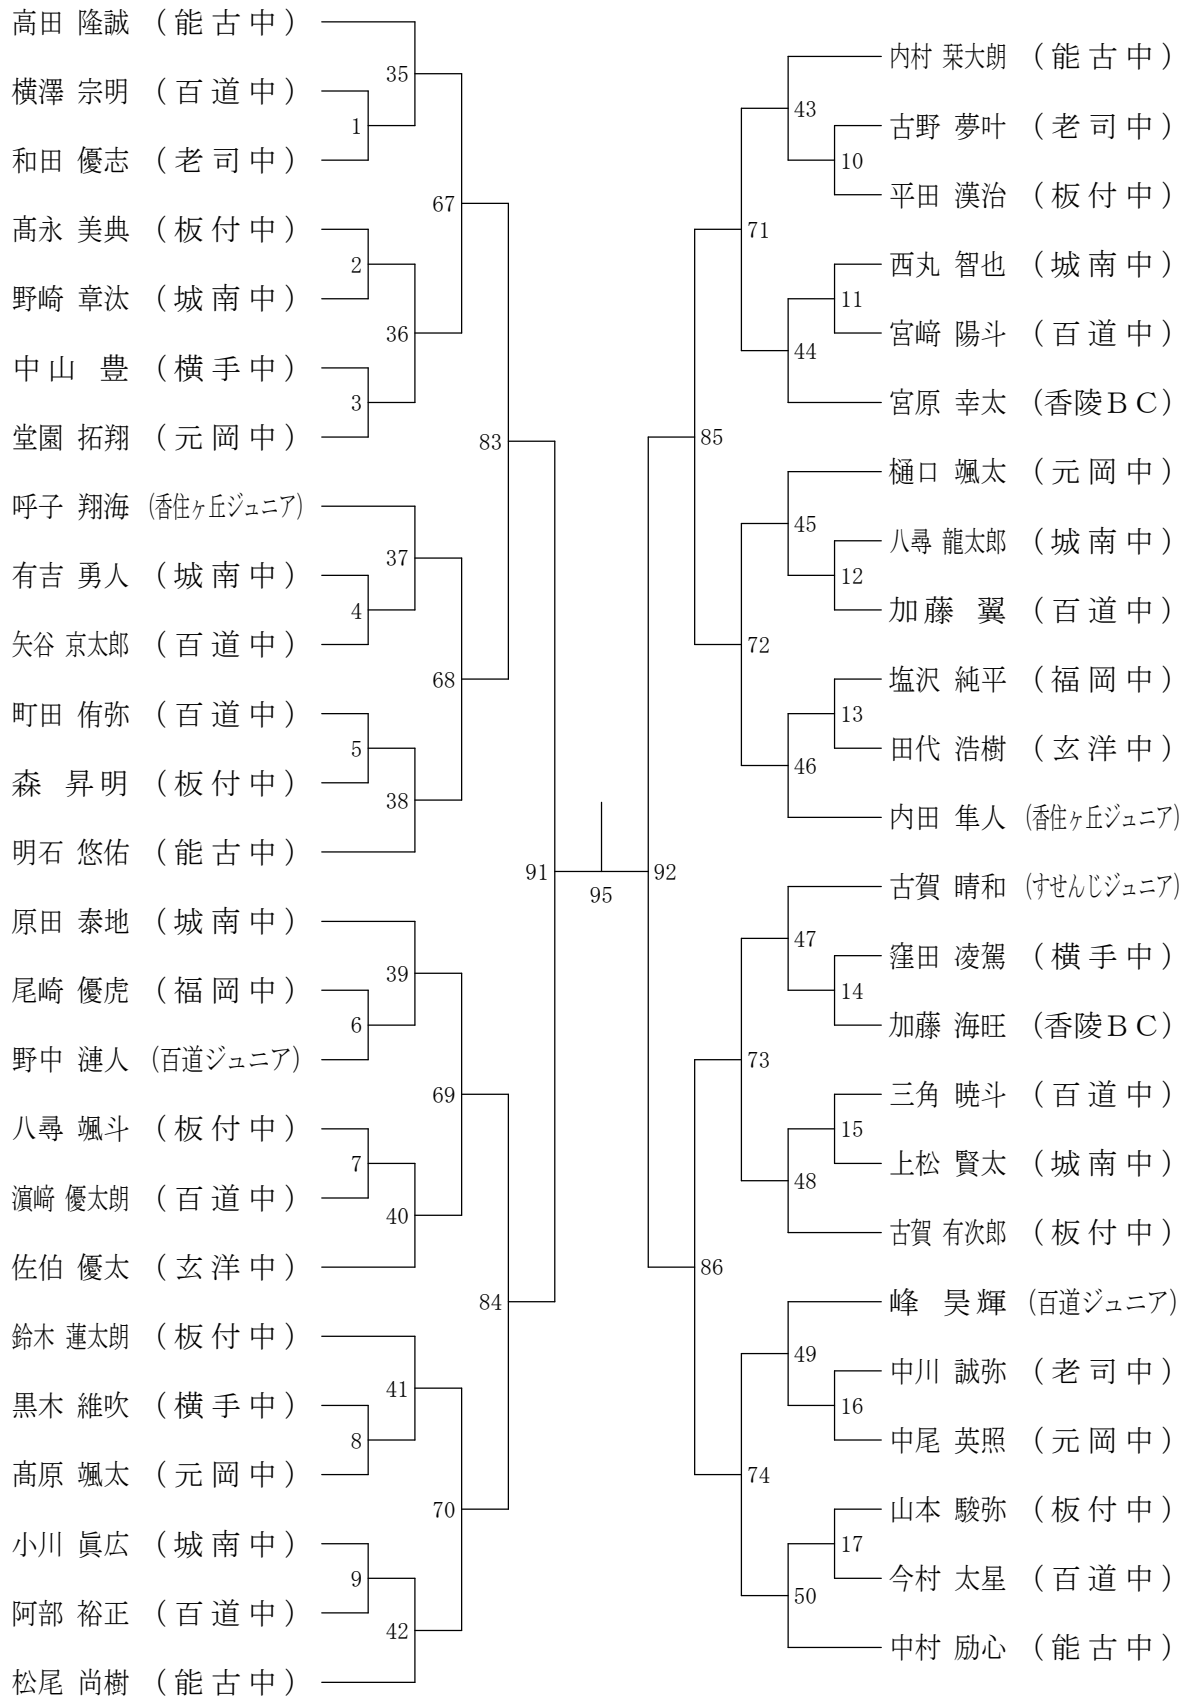 高田 隆誠 (能古中)
35
横澤 宗明 (百道中)
1
和田 優志 (老司中)
67
髙永 美典 (板付中)
2
野崎 章汰 (城南中)
36
中山 豊 (横手中)
3
堂園 拓翔 (元岡中)
83
呼子 翔海 (香住ヶ丘ジュニア)
37
有吉 勇人 (城南中)
4
矢谷 京太郎 (百道中)
68
町田 侑弥 (百道中)
5
森 昇明 (板付中)
38
明石 悠佑 (能古中)
91
原田 泰地 (城南中)
39
尾崎 優虎 (福岡中)
6
野中 漣人 (百道ジュニア)
69
八尋 颯斗 (板付中)
7
濵﨑 優太朗 (百道中)
40
佐伯 優太 (玄洋中)
84
鈴木 蓮太朗 (板付中)
41
黒木 維吹 (横手中)
8
髙原 颯太 (元岡中)
70
小川 眞広 (城南中)
9
阿部 裕正 (百道中)
42
松尾 尚樹 (能古中)
95
内村 栞大朗 (能古中)
43
古野 夢叶 (老司中)
10
平田 漢治 (板付中)
71
西丸 智也 (城南中)
11
宮﨑 陽斗 (百道中)
44
宮原 幸太 (香陵BC)
85
樋口 颯太 (元岡中)
45
八尋 龍太郎 (城南中)
12
加藤 翼 (百道中)
72
塩沢 純平 (福岡中)
13
田代 浩樹 (玄洋中)
46
内田 隼人 (香住ヶ丘ジュニア)
92
古賀 晴和 (すせんじジュニア)
47
窪田 凌駕 (横手中)
14
加藤 海旺 (香陵BC)
73
三角 暁斗 (百道中)
15
上松 賢太 (城南中)
48
古賀 有次郎 (板付中)
86
峰 昊輝 (百道ジュニア)
49
中川 誠弥 (老司中)
16
中尾 英照 (元岡中)
74
山本 駿弥 (板付中)
17
今村 太星 (百道中)
50
中村 励心 (能古中)